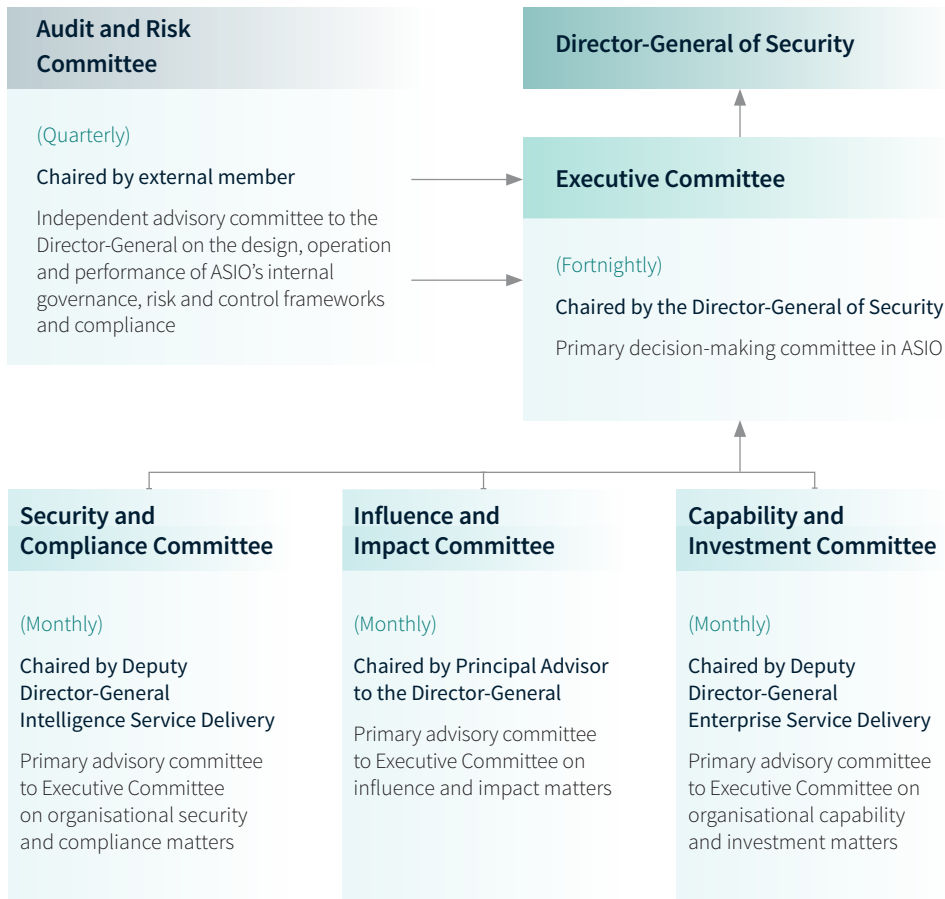 Audit and Risk
Committee
(Quarterly)
Chaired by external member
Independent advisory committee to the
Director-General on the design, operation
and performance of ASIO's internal
governance, risk and control frameworks
and compliance
Director-General of Security
Executive Committee
(Fortnightly)
Chaired by the Director-General of Security
Primary decision-making committee in ASIO
Security and
Compliance Committee
(Monthly)
Chaired by Deputy
Director-General
Intelligence Service Delivery
Primary advisory committee
to Executive Committee
on organisational security
and compliance matters
Influence and
Impact Committee
(Monthly)
Chaired by Principal Advisor
to the Director-General
Primary advisory committee
to Executive Committee on
influence and impact matters
Capability and
Investment Committee
(Monthly)
Chaired by Deputy
Director-General
Enterprise Service Delivery
Primary advisory committee
to Executive Committee on
organisational capability
and investment matters